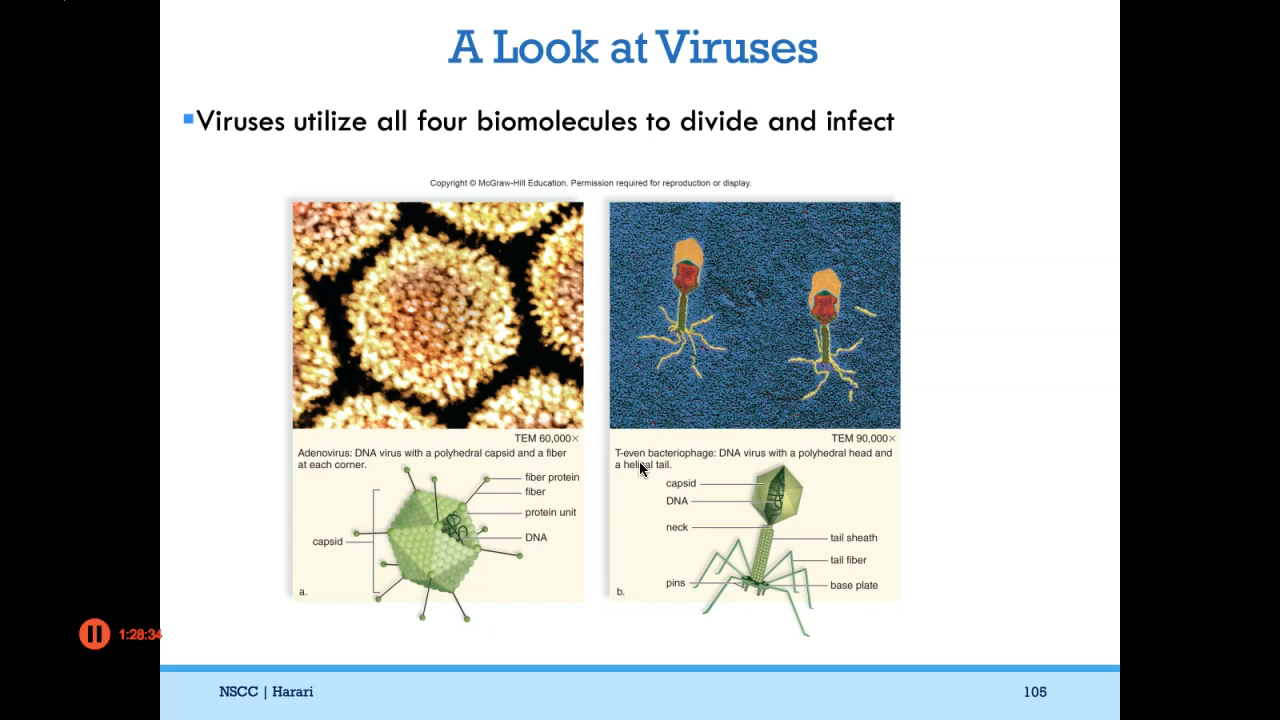 A Look at Viruses
Viruses utilize all four biomolecules to divide and infect
Copyright © McGraw-Hill Education. Permission required for reproduction or display.
TEM 60,000×
Adenovirus: DNA virus with a polyhedral capsid and a fiber
at each corner.
fiber protein
fiber
protein unit
DNA
capsid
a.
TEM 90,000×
T-even bacteriophage: DNA virus with a polyhedral head and
a helical tail.
capsid
DNA
neck
tail sheath
tail fiber
pins
base plate
b.
1:28:34
NSCC | Harari
105